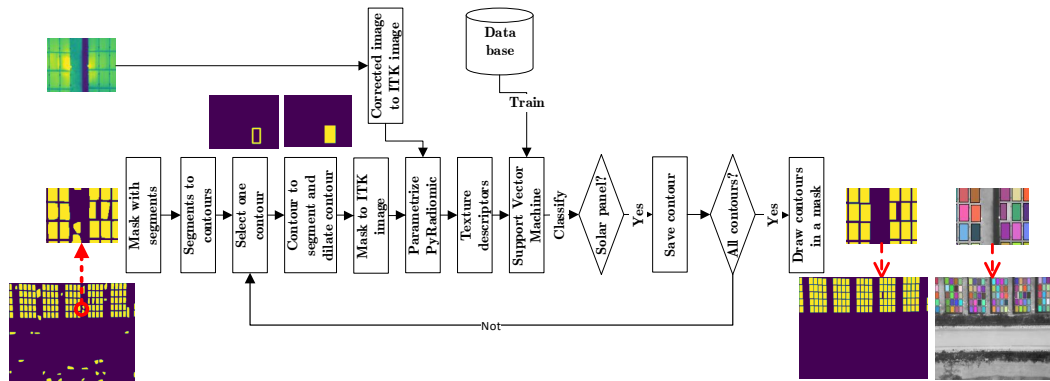 Corrected image
to ITK image
Data
base
Train
Mask with
segments
Segments to
contours
Select one
contour
Contour to
segment and
dilate contour
Mask to ITK
image
Parametrize
PyRadiomic
Texture
descriptors
Support Vector
Machine
Classify
Solar panel?
Yes
Save contour
All contours?
Yes
Draw contours
in a mask
Not